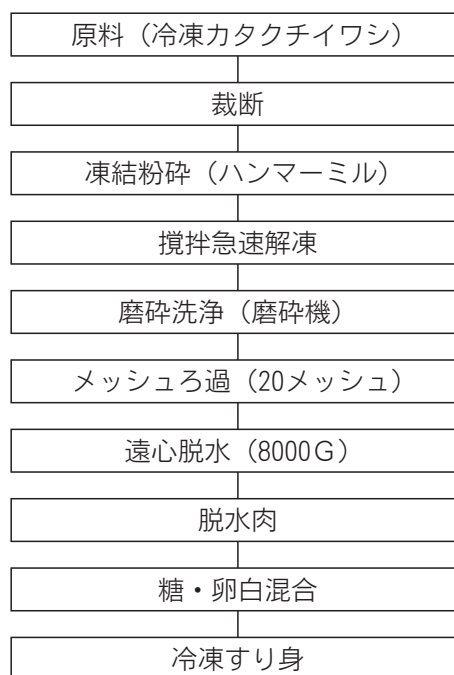 原料（冷凍カタクチイワシ）
裁断
凍結粉砕（ハンマーミル）
撹拌急速解凍
磨砕洗浄（磨砕機）
メッシュろ過（20メッシュ）
遠心脱水（8000G）
脱水肉
糖・卵白混合
冷凍すり身